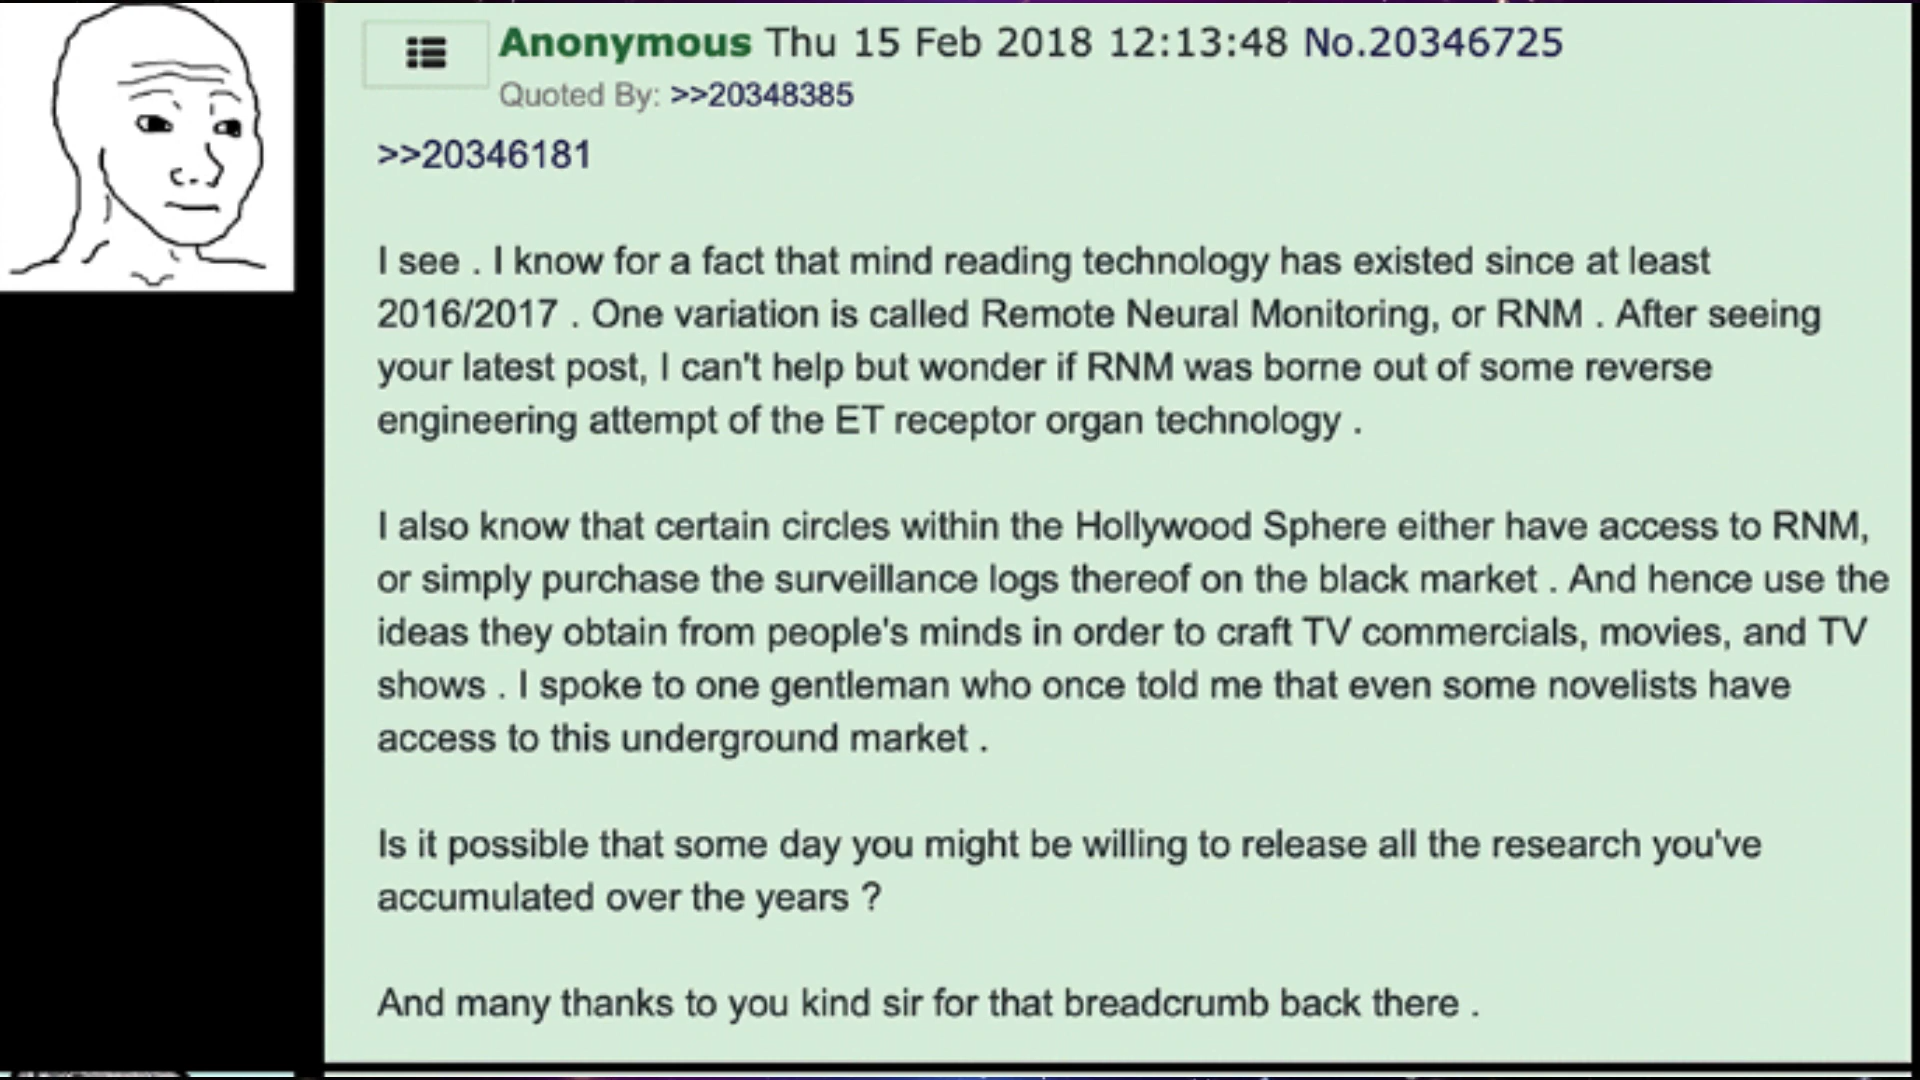 Anonymous Thu 15 Feb 2018 12:13:48 No.20346725
Quoted By: >>20348385
>>20346181
I see . I know for a fact that mind reading technology has existed since at least
2016/2017 . One variation is called Remote Neural Monitoring, or RNM . After seeing
your latest post, I can't help but wonder if RNM was borne out of some reverse
engineering attempt of the ET receptor organ technology .
I also know that certain circles within the Hollywood Sphere either have access to RNM,
or simply purchase the surveillance logs thereof on the black market . And hence use the
ideas they obtain from people's minds in order to craft TV commercials, movies, and TV
shows . I spoke to one gentleman who once told me that even some novelists have
access to this underground market .
Is it possible that some day you might be willing to release all the research you've
accumulated over the years ?
And many thanks to you kind sir for that breadcrumb back there .